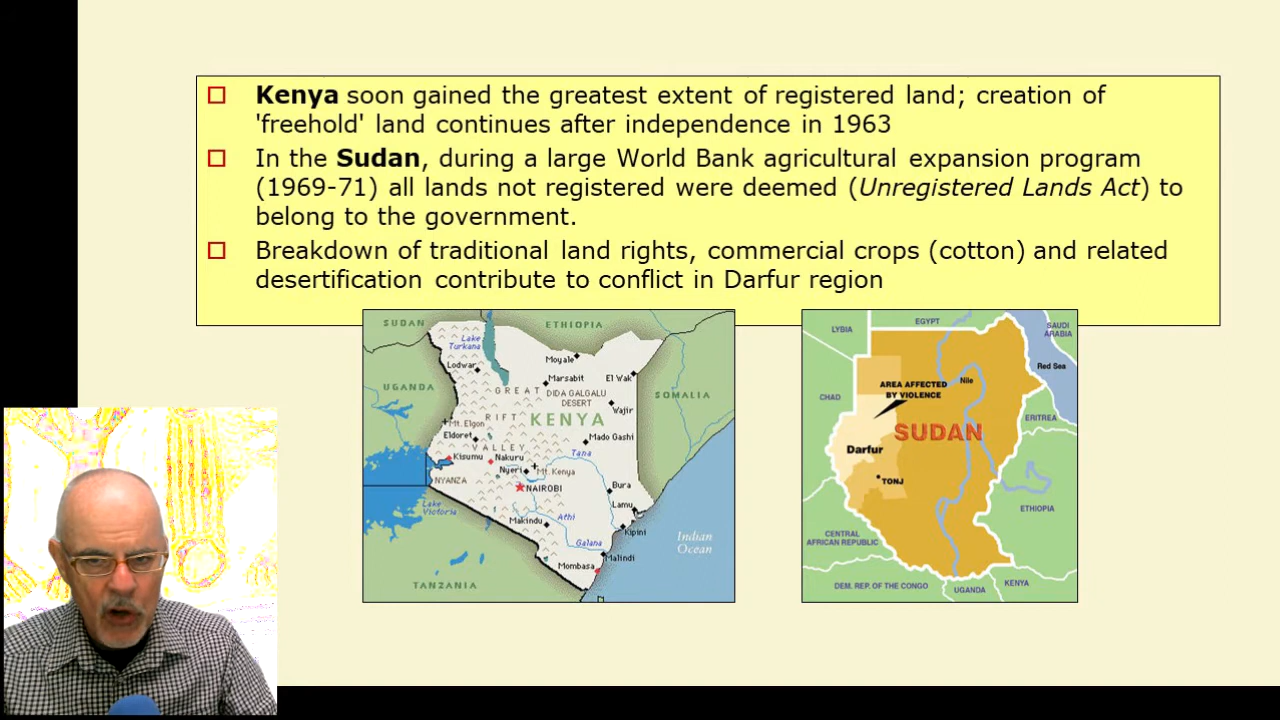 Kenya soon gained the greatest extent of registered land; creation of
'freehold' land continues after independence in 1963
In the Sudan, during a large World Bank agricultural expansion program
(1969-71) all lands not registered were deemed (Unregistered Lands Act) to
belong to the government.
Breakdown of traditional land rights, commercial crops (cotton) and related
desertification contribute to conflict in Darfur region
SUDAN
ETHIOPIA
Lake
Turkana
Moyale
Lodwar
Marsabit
El Wak
UGANDA
GREAT
DIDA GALGALU
DESERT
SOMALIA
Wajir
RIFT
KENYA
Mt. Elgon
Eldoret
Mado Gashi
VALLEY
Kisumu
Nakuru
Tana
Nyeri
Mt. Kenya
NYANZA
NAIROBI
Bura
Lake
Victoria
Lamu
Makindu
Athi
Kipini
Galana
Indian
Ocean
Malindi
Mombasa
TANZANIA
LYBIA
EGYPT
SAUDI
ARABIA
Red Sea
AREA AFFECTED
BY VIOLENCE
Nile
CHAD
ERITREA
SUDAN
Darfur
TONJ
ETHIOPIA
CENTRAL
AFRICAN REPUBLIC
DEM. REP. OF THE CONGO
UGANDA
KENYA